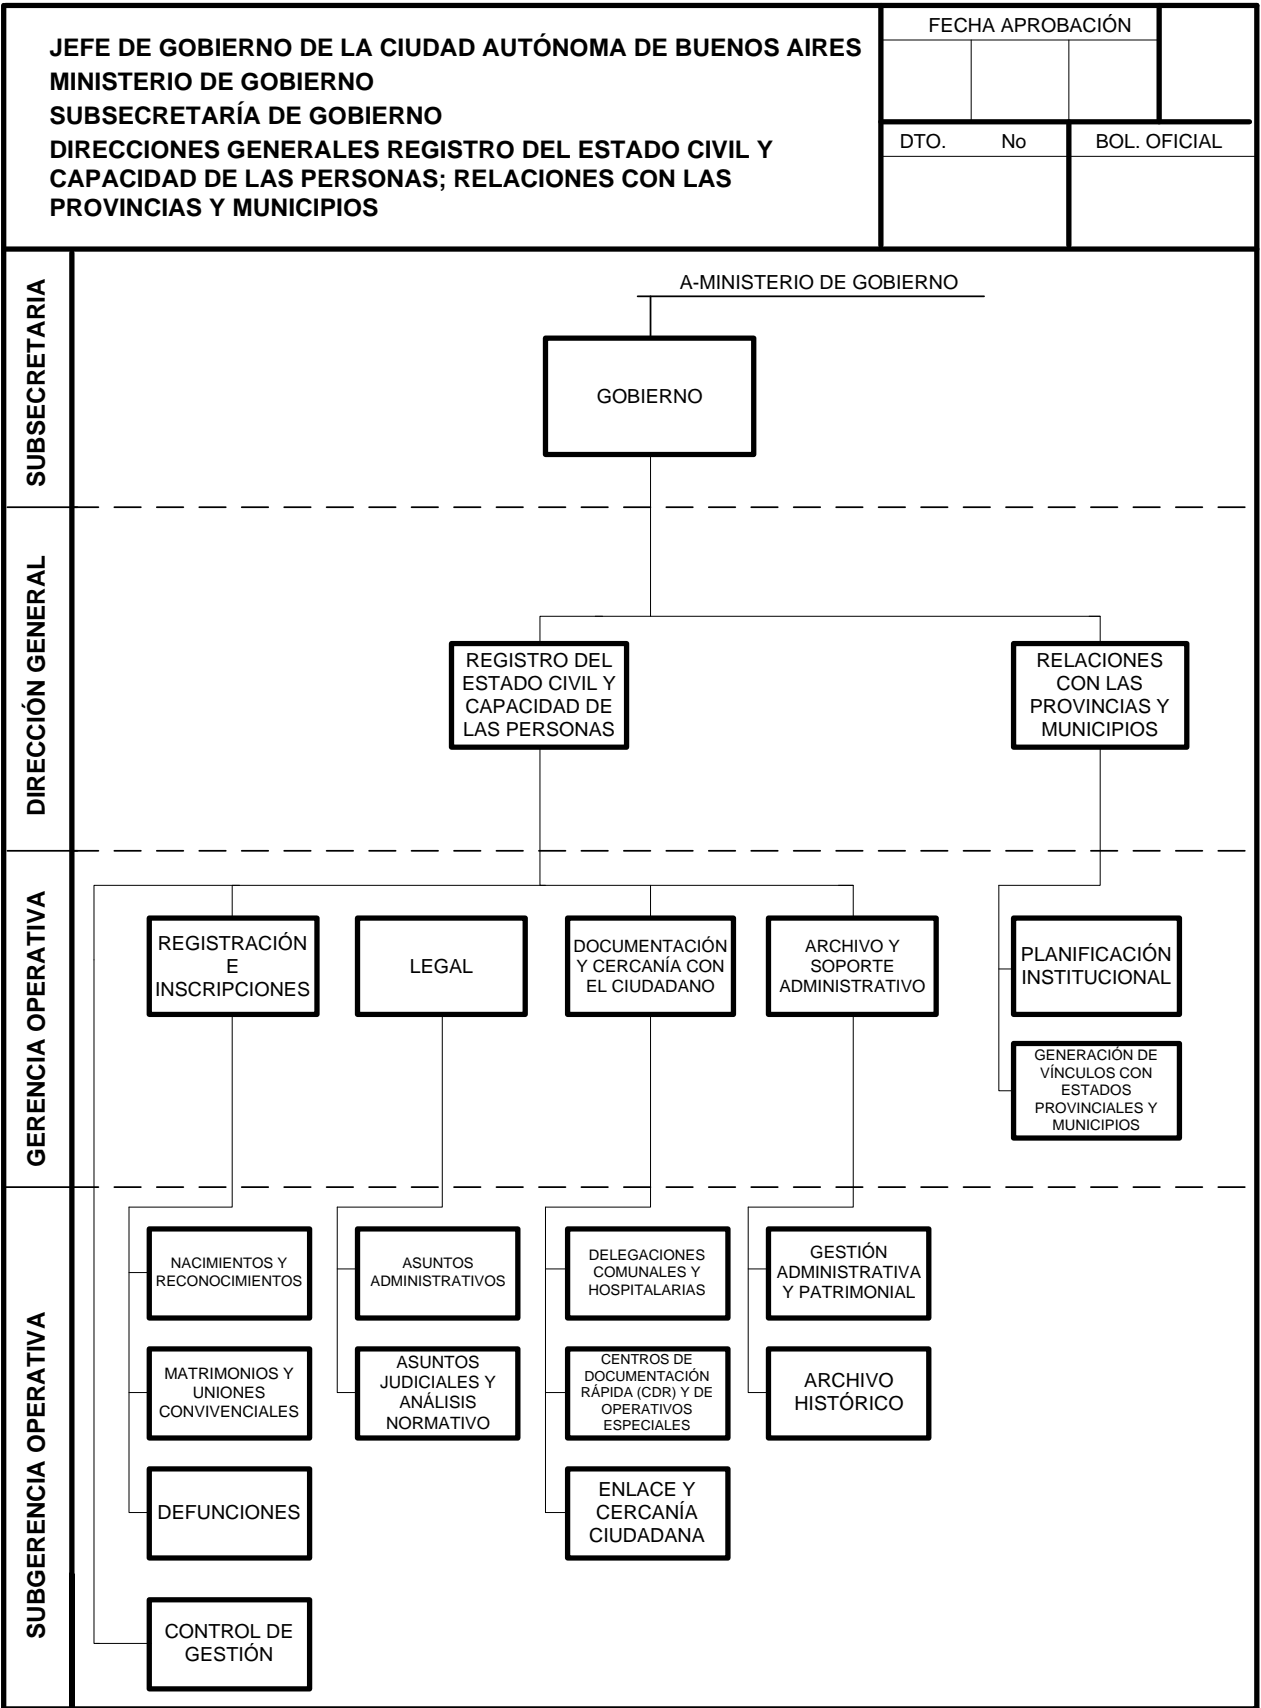 JEFE DE GOBIERNO DE LA CIUDAD AUTÓNOMA DE BUENOS AIRES
MINISTERIO DE GOBIERNO
SUBSECRETARÍA DE GOBIERNO
DIRECCIONES GENERALES REGISTRO DEL ESTADO CIVIL Y
CAPACIDAD DE LAS PERSONAS; RELACIONES CON LAS
PROVINCIAS Y MUNICIPIOS
FECHA APROBACIÓN
DTO. No
BOL. OFICIAL
SUBSECRETARIA
A-MINISTERIO DE GOBIERNO
GOBIERNO
DIRECCIÓN GENERAL
REGISTRO DEL
ESTADO CIVIL Y
CAPACIDAD DE
LAS PERSONAS
RELACIONES
CON LAS
PROVINCIAS Y
MUNICIPIOS
GERENCIA OPERATIVA
REGISTRACIÓN
E
INSCRIPCIONES
LEGAL
DOCUMENTACIÓN
Y CERCANÍA CON
EL CIUDADANO
ARCHIVO Y
SOPORTE
ADMINISTRATIVO
PLANIFICACIÓN
INSTITUCIONAL
GENERACIÓN DE
VÍNCULOS CON
ESTADOS
PROVINCIALES Y
MUNICIPIOS
SUBGERENCIA OPERATIVA
NACIMIENTOS Y
RECONOCIMIENTOS
ASUNTOS
ADMINISTRATIVOS
DELEGACIONES
COMUNALES Y
HOSPITALARIAS
GESTIÓN
ADMINISTRATIVA
Y PATRIMONIAL
MATRIMONIOS Y
UNIONES
CONVIVENCIALES
ASUNTOS
JUDICIALES Y
ANÁLISIS
NORMATIVO
CENTROS DE
DOCUMENTACIÓN
RÁPIDA (CDR) Y DE
OPERATIVOS
ESPECIALES
ARCHIVO
HISTÓRICO
DEFUNCIONES
ENLACE Y
CERCANÍA
CIUDADANA
CONTROL DE
GESTIÓN